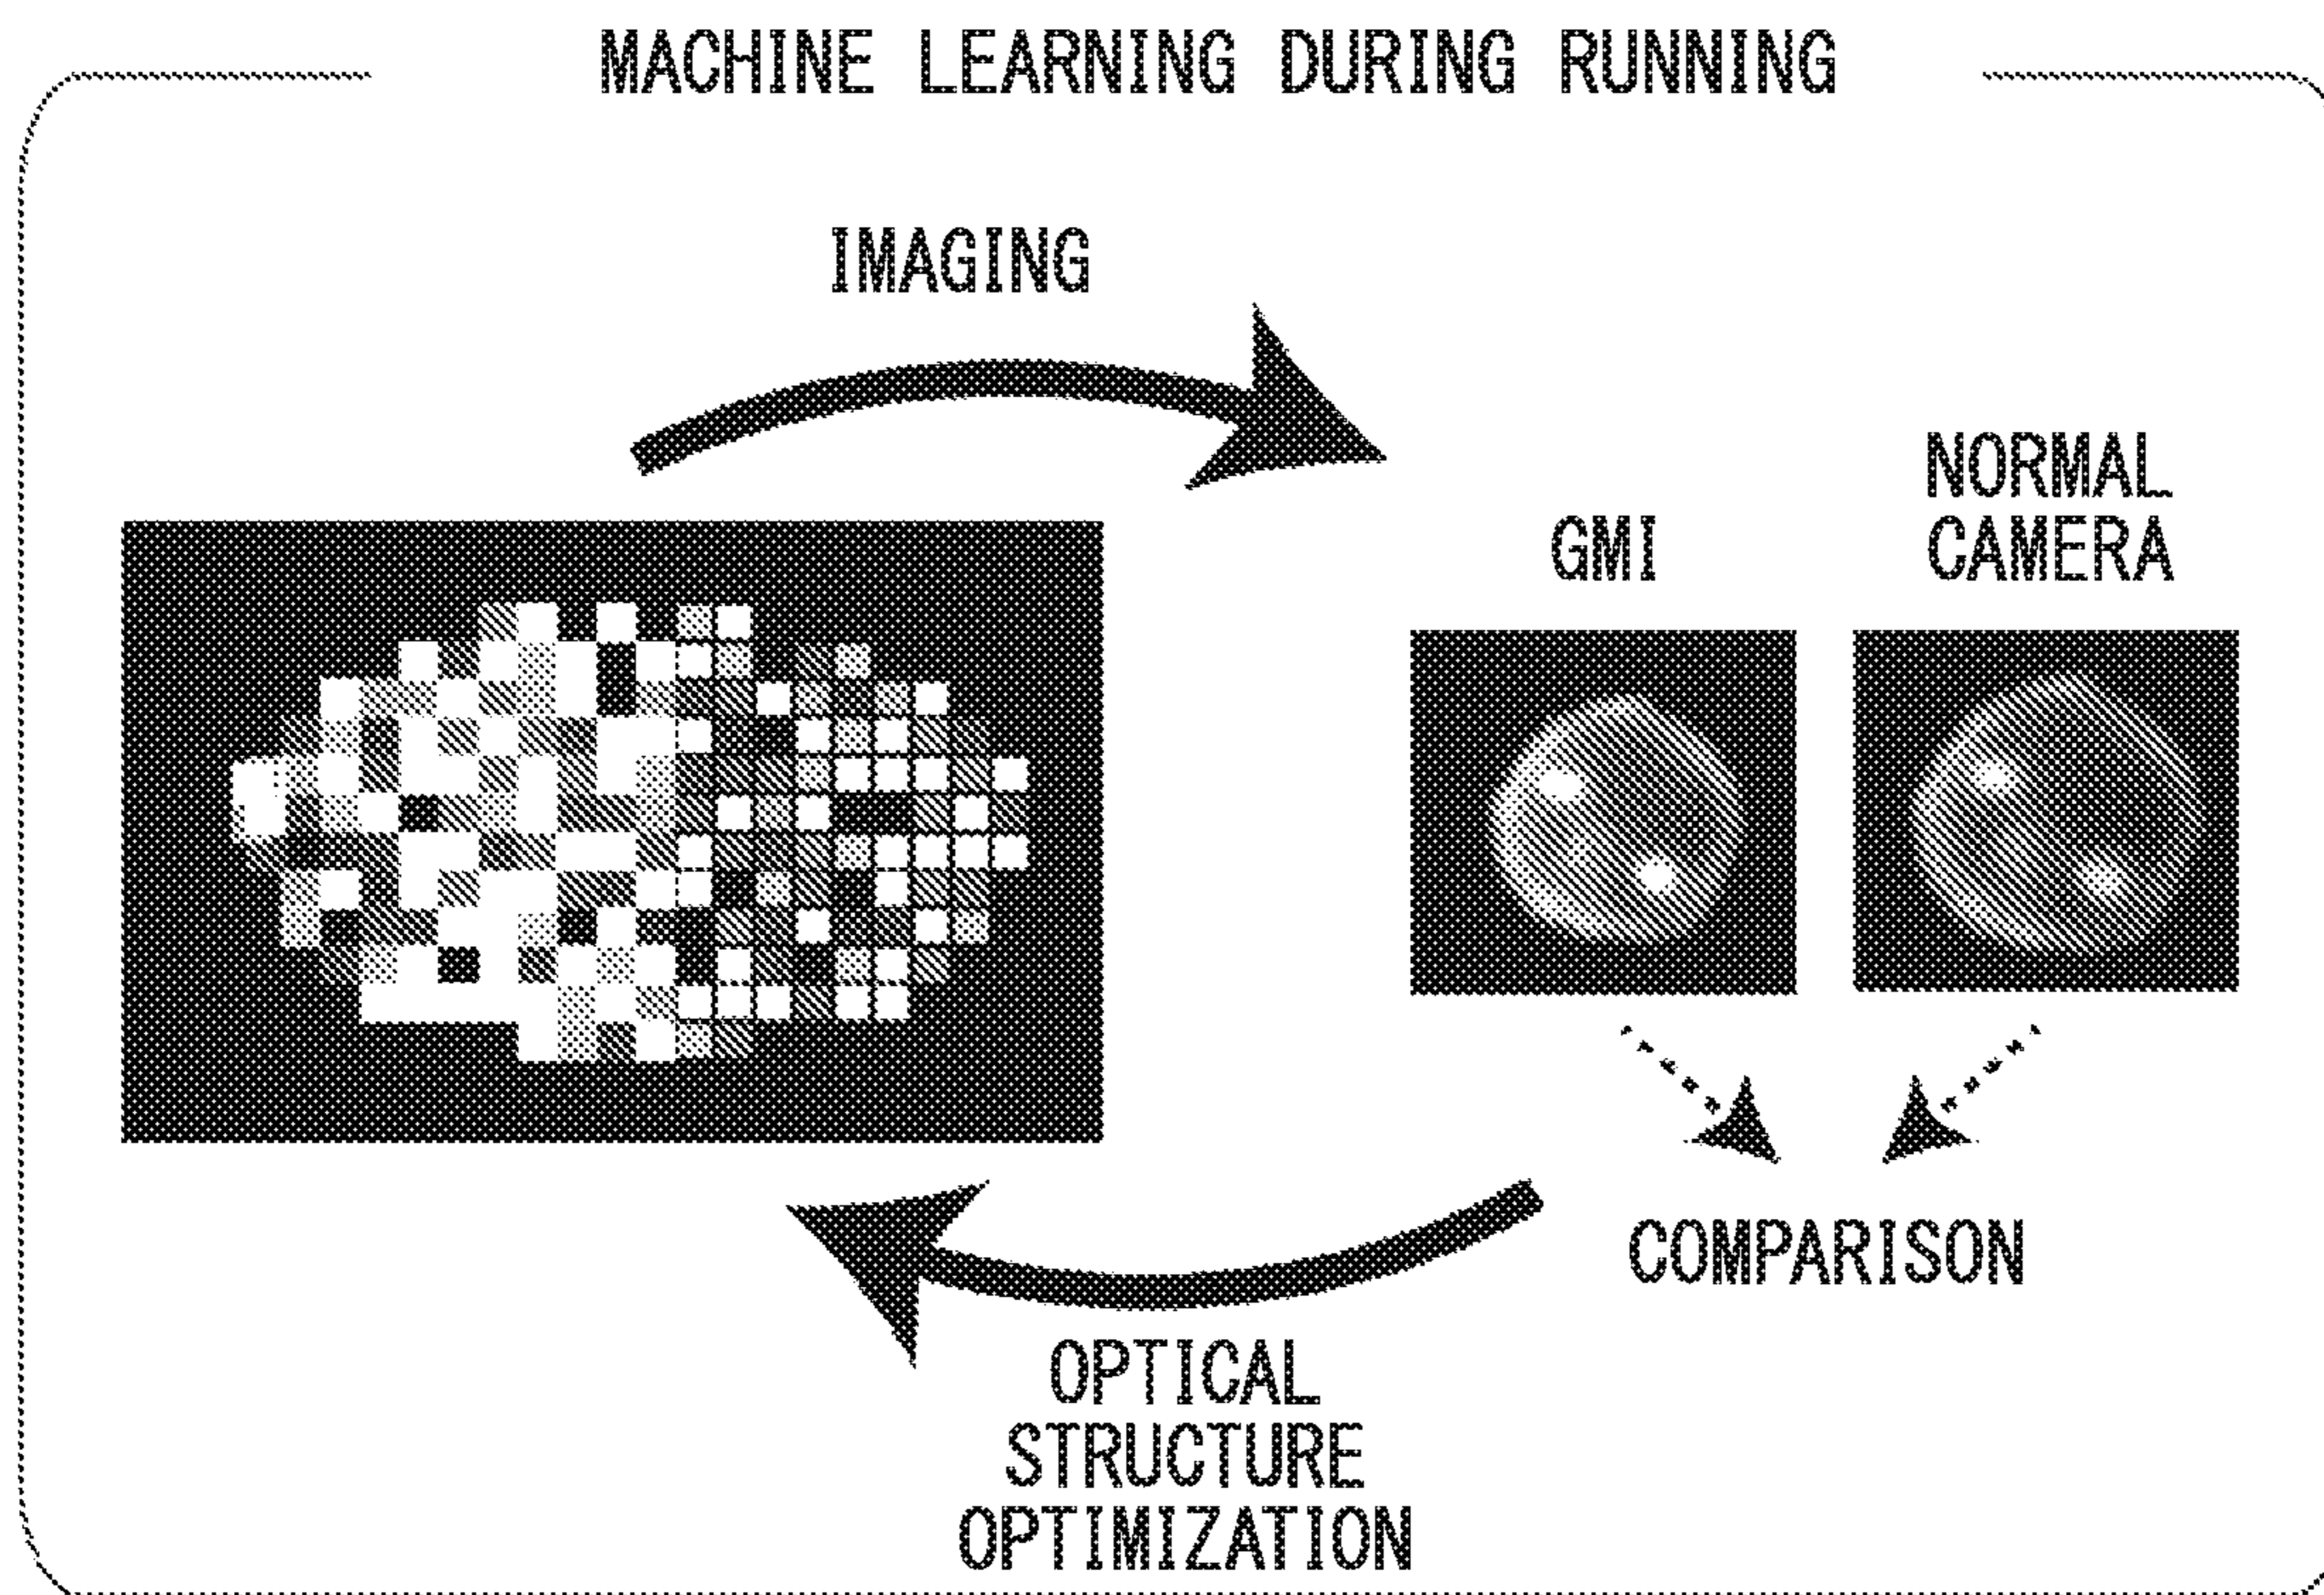 MACHINE LEARNING DURING RUNNING
IMAGING
GMI
NORMAL
CAMERA
COMPARISON
OPTICAL
STRUCTURE
OPTIMIZATION